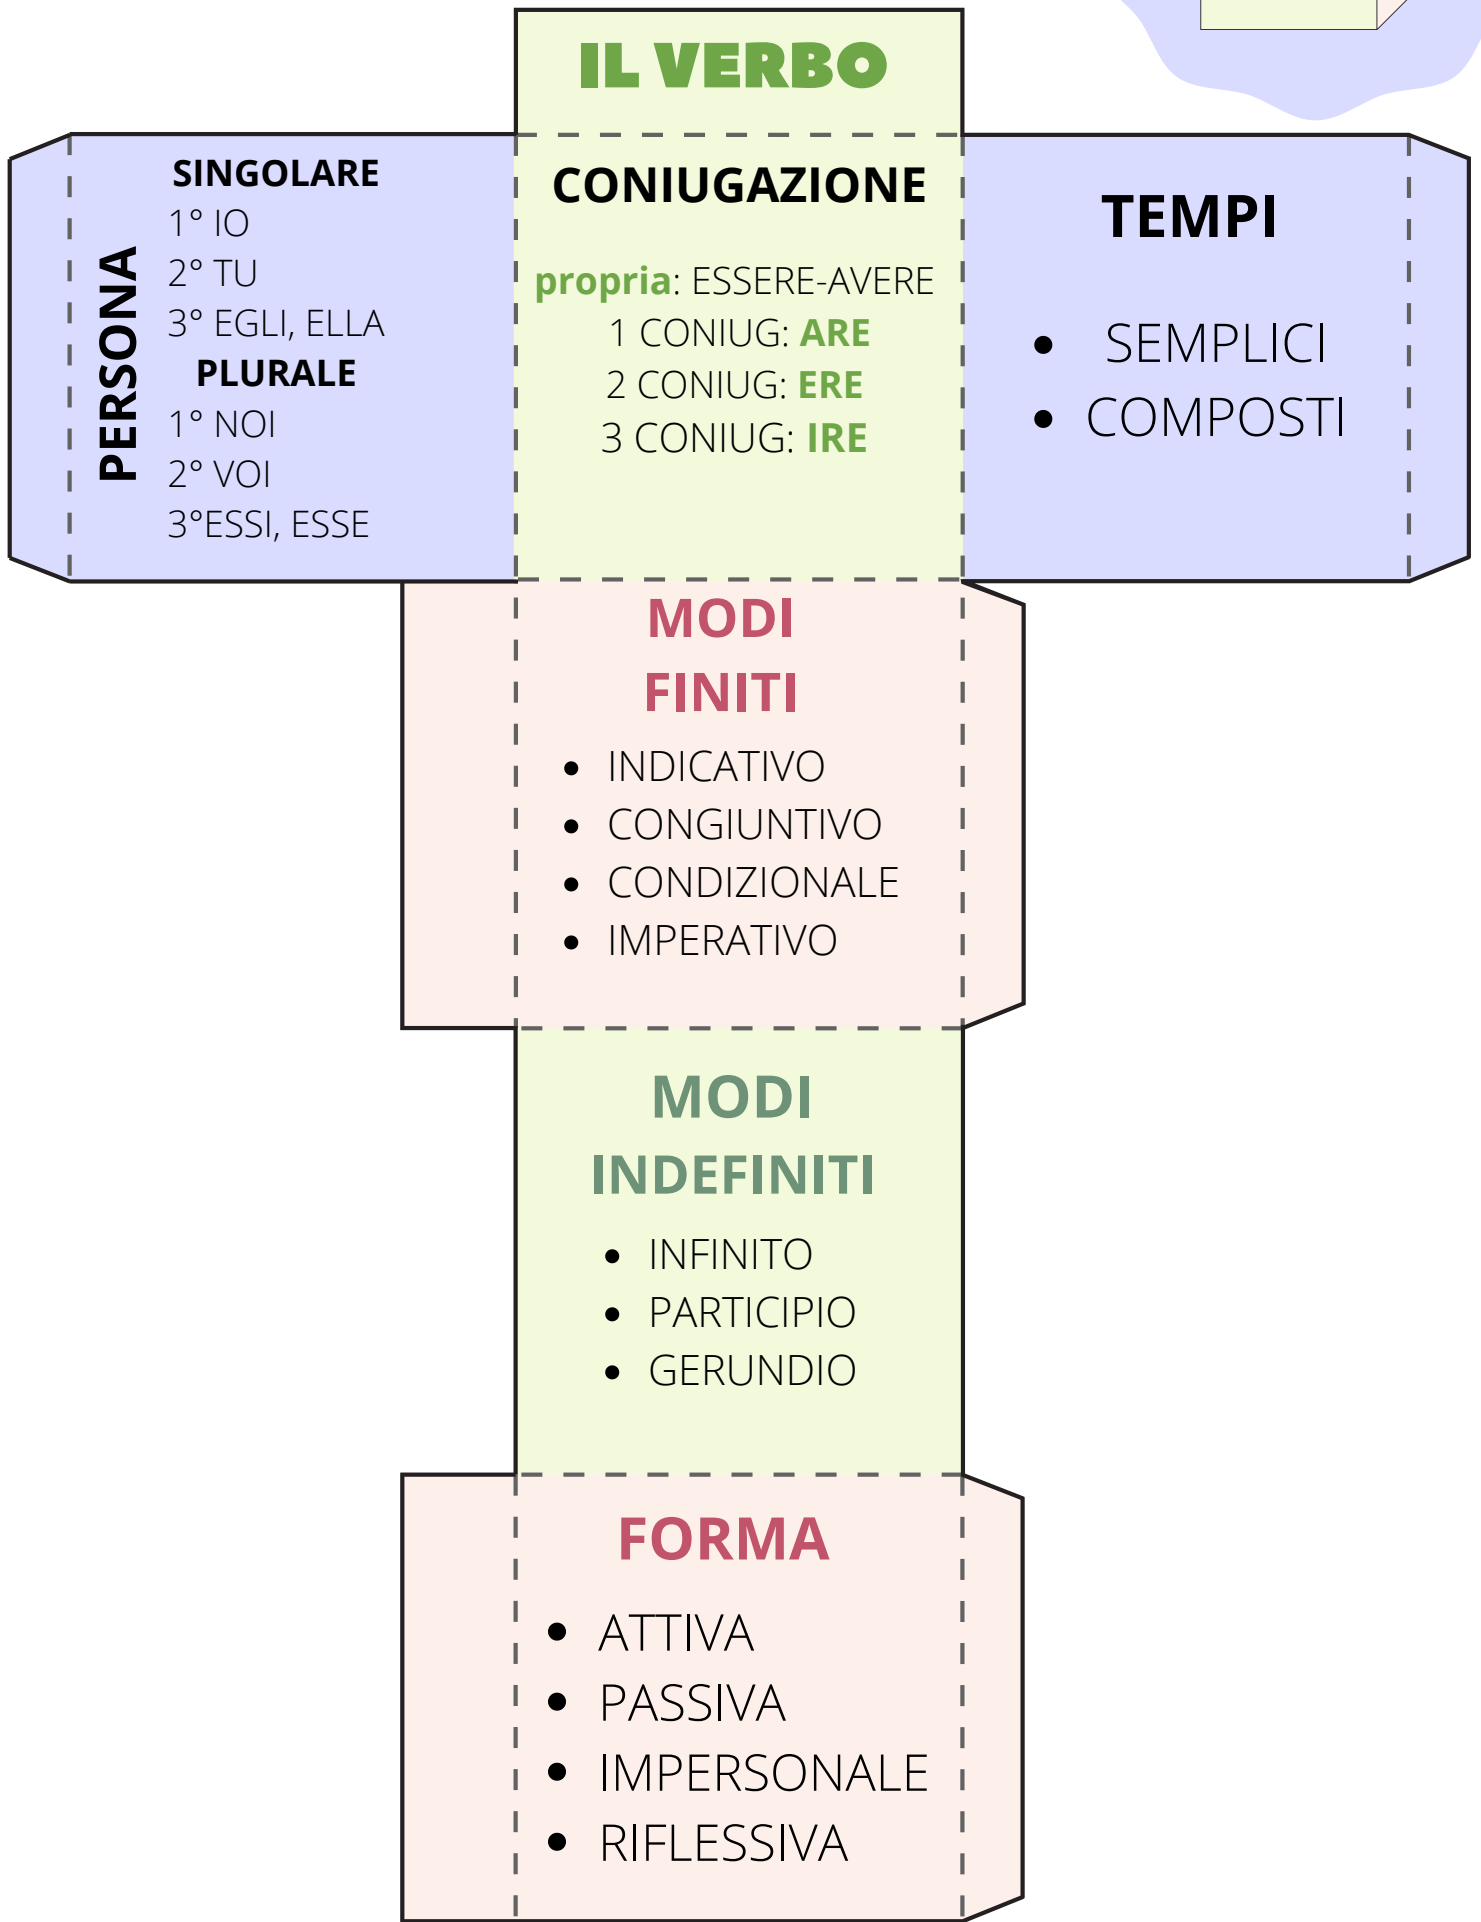 IL VERBO
PERSONA
SINGOLARE
1° IO
2° TU
3° EGLI, ELLA
PLURALE
1° NOI
2° VOI
3°ESSI, ESSE
CONIUGAZIONE
propria: ESSERE-AVERE
1 CONIUG: ARE
2 CONIUG: ERE
3 CONIUG: IRE
TEMPI
• SEMPLICI
• COMPOSTI
MODI
FINITI
• INDICATIVO
• CONGIUNTIVO
• CONDIZIONALE
• IMPERATIVO
MODI
INDEFINITI
• INFINITO
• PARTICIPIO
• GERUNDIO
FORMA
• ATTIVA
• PASSIVA
• IMPERSONALE
• RIFLESSIVA